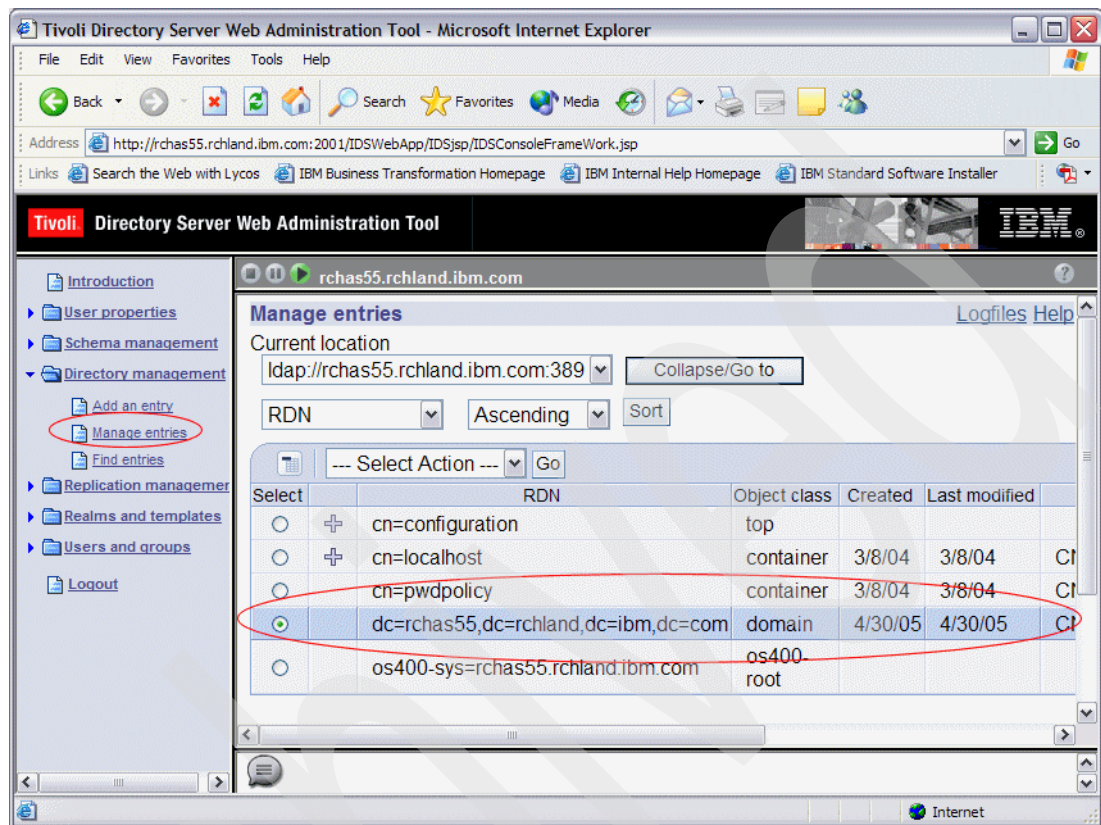 Tivoli Directory Server Web Administration Tool - Microsoft Internet Explorer
File Edit View Favorites Tools Help
Back Search Favorites Media
Address http://rchas55.rchland.ibm.com:2001/IDSWebApp/IDSjsp/IDSConsoleFrameWork.jsp Go
Links Search the Web with Lycos IBM Business Transformation Homepage IBM Internal Help Homepage IBM Standard Software Installer
Tivoli. Directory Server Web Administration Tool IBM®
Introduction
User properties
Schema management
Directory management
Add an entry
Manage entries
Find entries
Replication managemen
Realms and templates
Users and groups
Logout
rchas55.rchland.ibm.com ?
Manage entries Logfiles Help
Current location
ldap://rchas55.rchland.ibm.com:389 Collapse/Go to
RDN Ascending Sort
--- Select Action --- Go
Select RDN Object class Created Last modified
cn=configuration top
cn=localhost container 3/8/04 3/8/04 CN
cn=pwdpolicy container 3/8/04 3/8/04 CN
dc=rchas55,dc=rchland,dc=ibm,dc=com domain 4/30/05 4/30/05 CN
os400-sys=rchas55.rchland.ibm.com os400-root
Internet